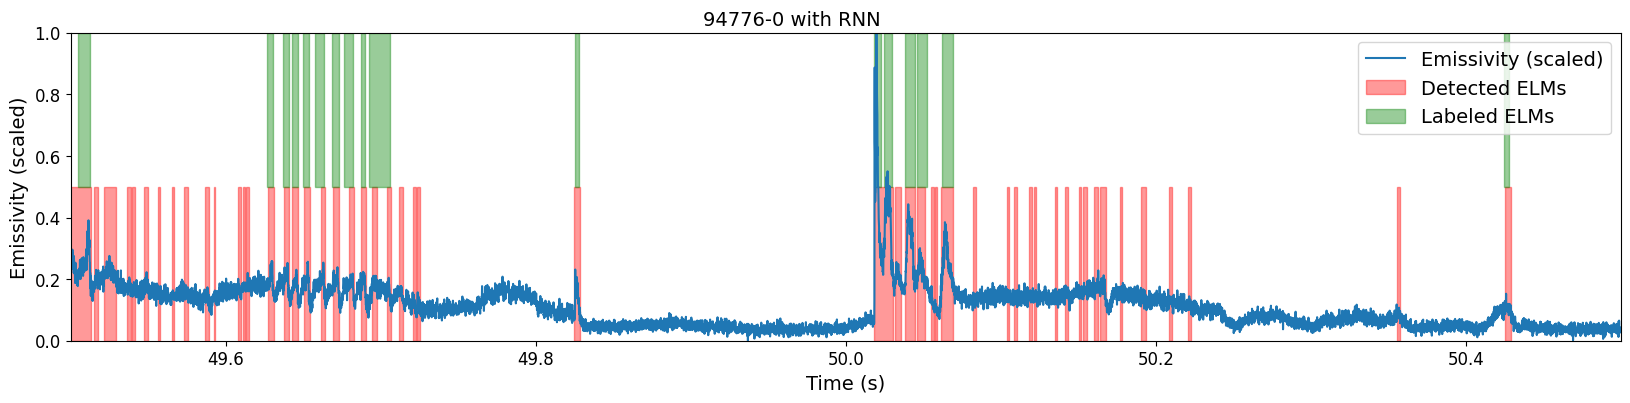 94776-0 with RNN
Emissivity (scaled)
1.0
0.8
0.6
0.4
0.2
0.0
Emissivity (scaled)
Detected ELMs
Labeled ELMs
49.6
49.8
50.0
50.2
50.4
Time (s)